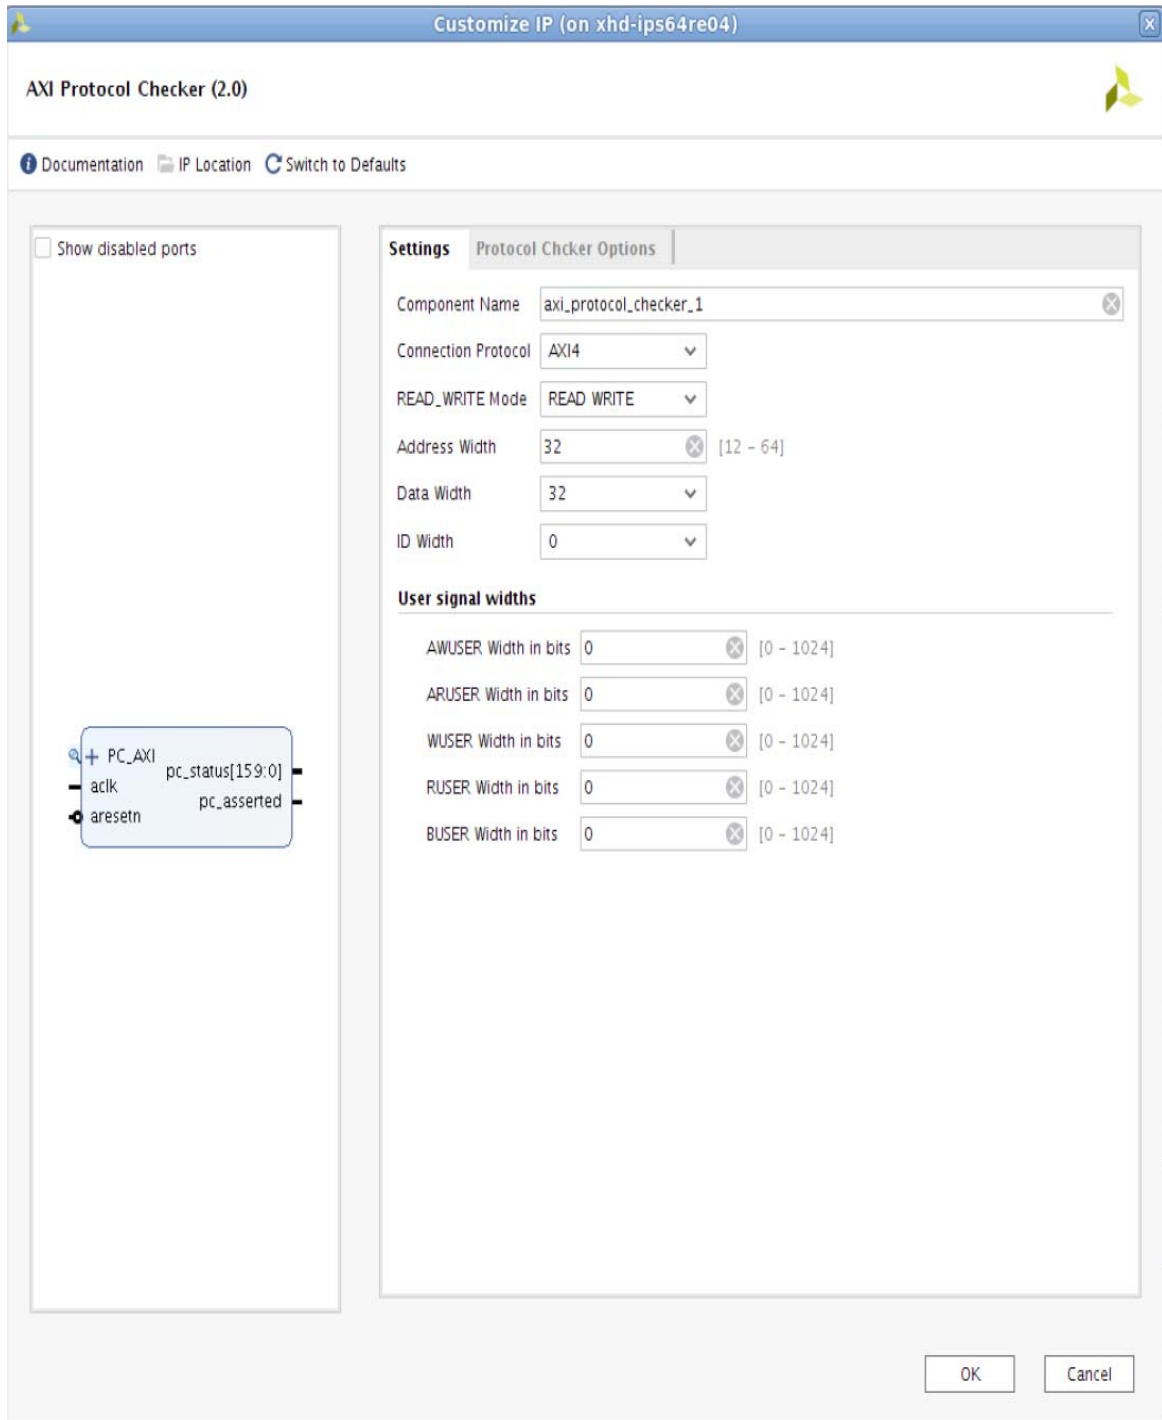 Customize IP (on xhd-ips64re04)
AXI Protocol Checker (2.0)
Documentation IP Location Switch to Defaults
Show disabled ports
PC_AXI
aclk
aresetn
pc_status[159:0]
pc_asserted
Settings Protocol Chcker Options
Component Name axi_protocol_checker_1
Connection Protocol AXI4
READ_WRITE Mode READ WRITE
Address Width 32 [12 - 64]
Data Width 32
ID Width 0
User signal widths
AWUSER Width in bits 0 [0 - 1024]
ARUSER Width in bits 0 [0 - 1024]
WUSER Width in bits 0 [0 - 1024]
RUSER Width in bits 0 [0 - 1024]
BUSER Width in bits 0 [0 - 1024]
OK Cancel